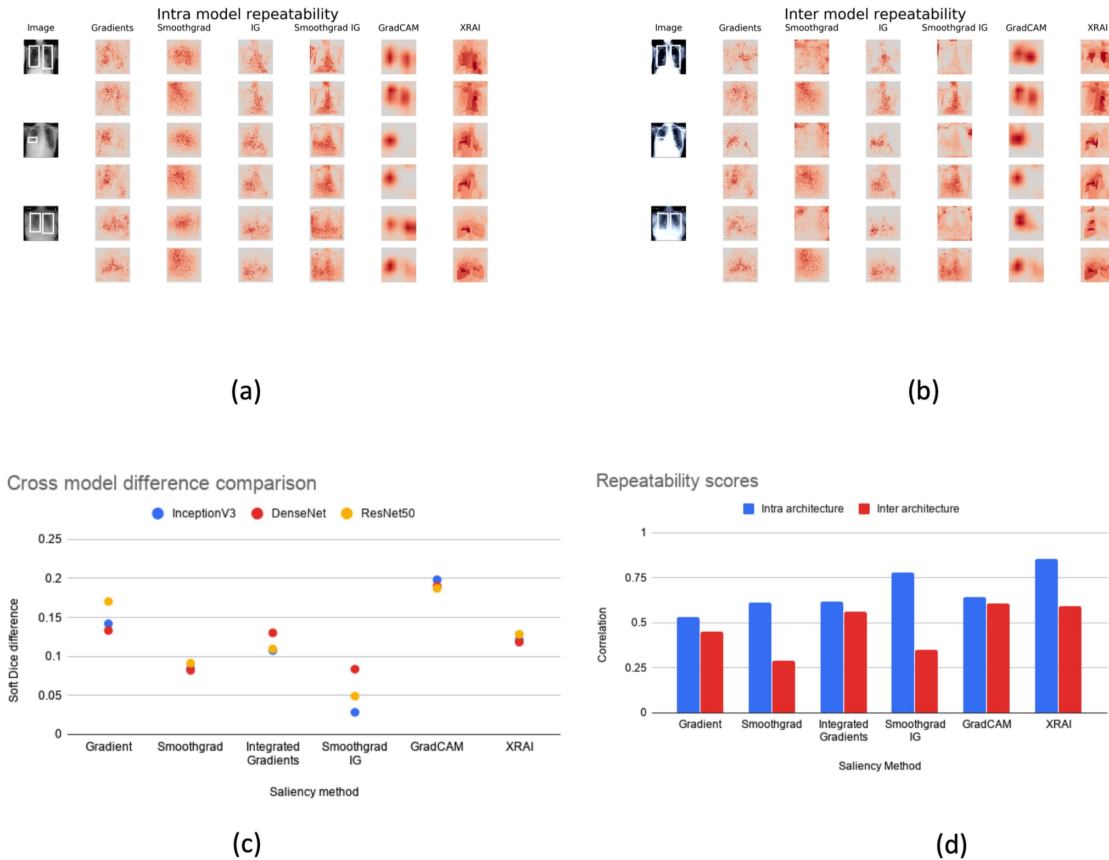 Intra model repeatability
Image Gradients Smoothgrad IG Smoothgrad IG GradCAM XRAI
(a)
Inter model repeatability
Image Gradients Smoothgrad IG Smoothgrad IG GradCAM XRAI
(b)
Cross model difference comparison
InceptionV3 DenseNet ResNet50
0.25
0.2
0.15
0.1
0.05
0
Soft Dice difference
Gradient Smoothgrad Integrated Gradients Smoothgrad IG GradCAM XRAI
Saliency method
(c)
Repeatability scores
Intra architecture Inter architecture
1
0.75
0.5
0.25
0
Correlation
Gradient Smoothgrad Integrated Gradients Smoothgrad IG GradCAM XRAI
Saliency Method
(d)